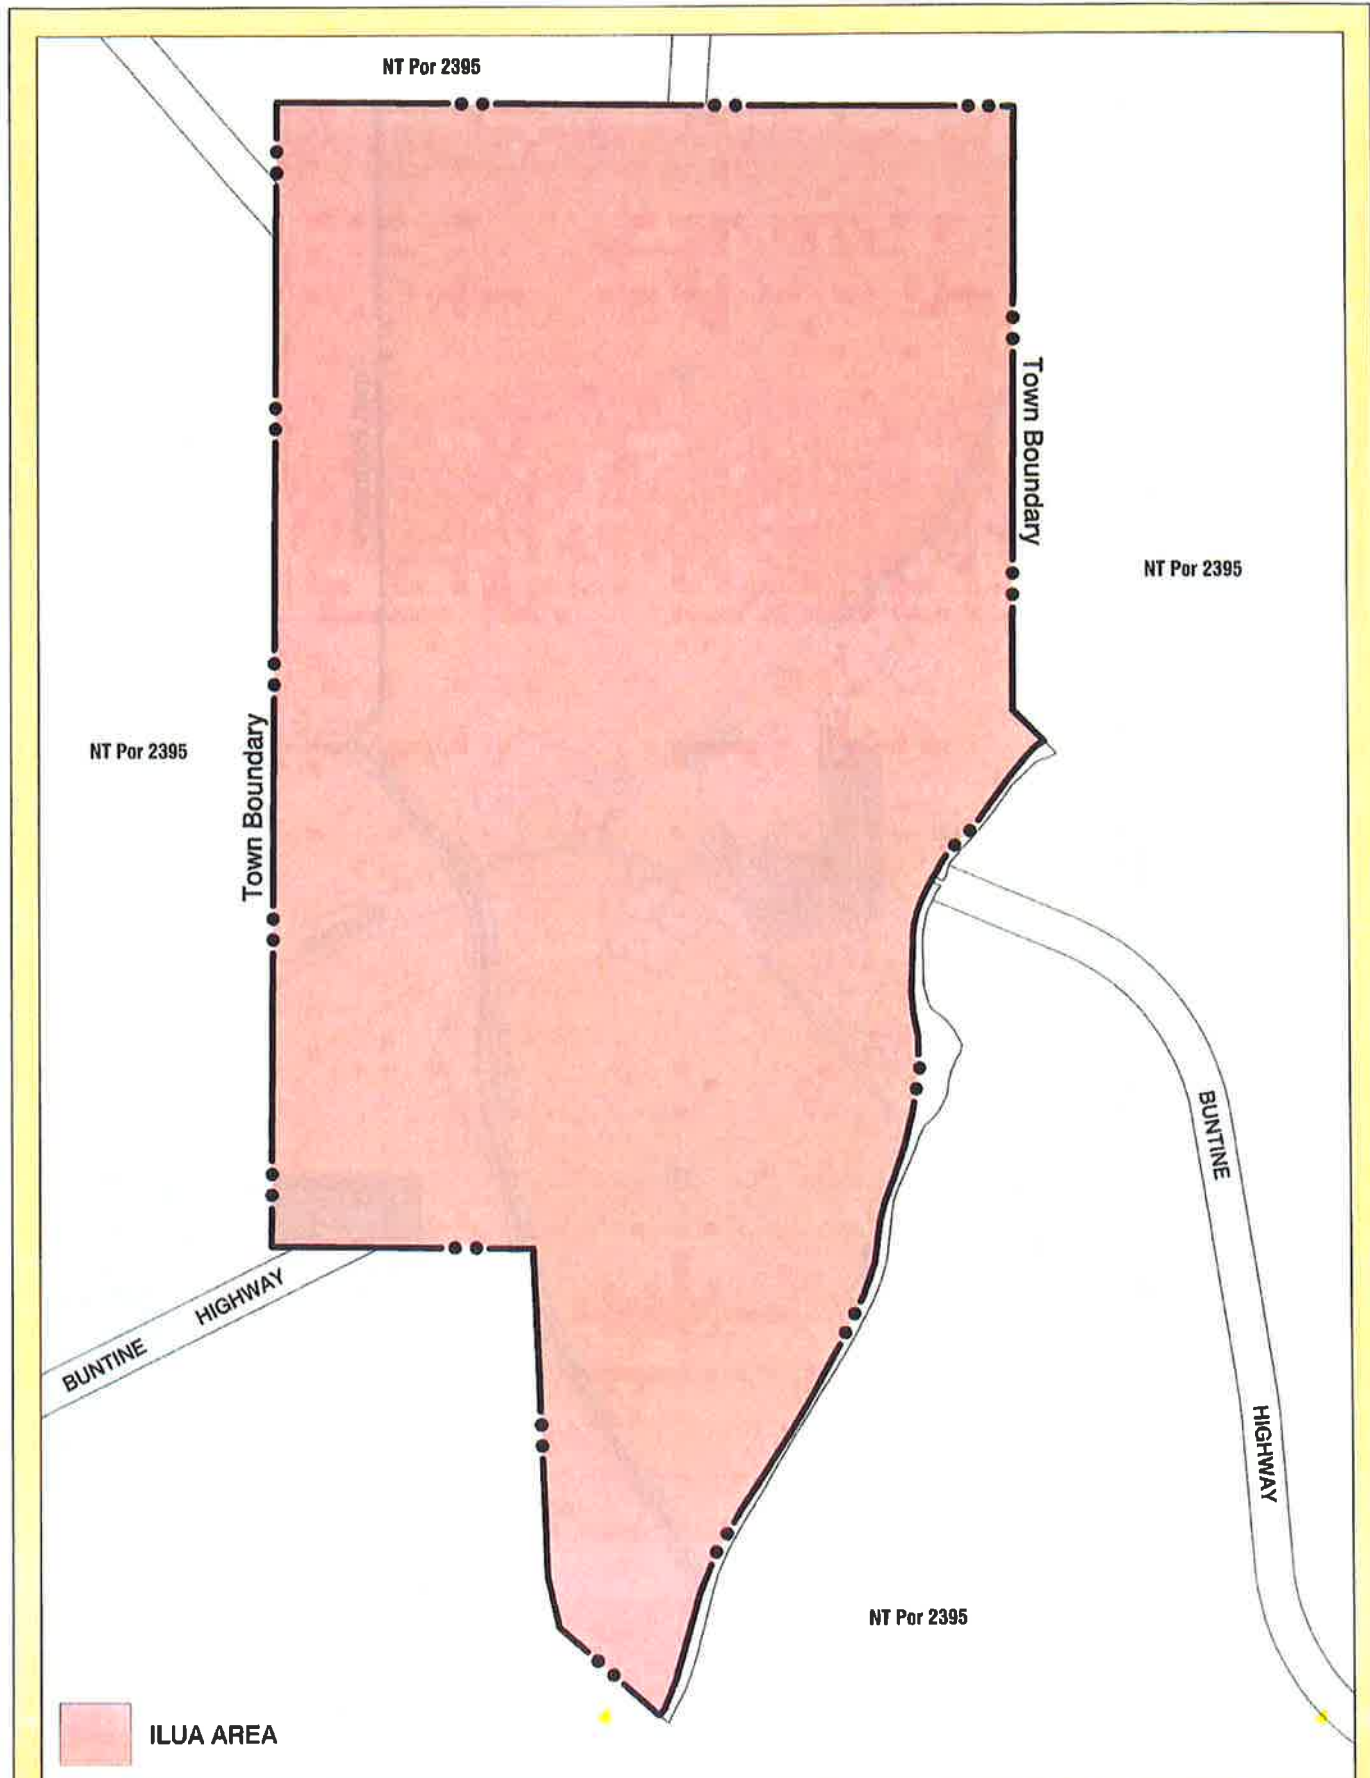 NT Por 2395
Town Boundary
NT Por 2395
NT Por 2395
Town Boundary
BUNTINE
HIGHWAY
BUNTINE HIGHWAY
NT Por 2395
ILUA AREA